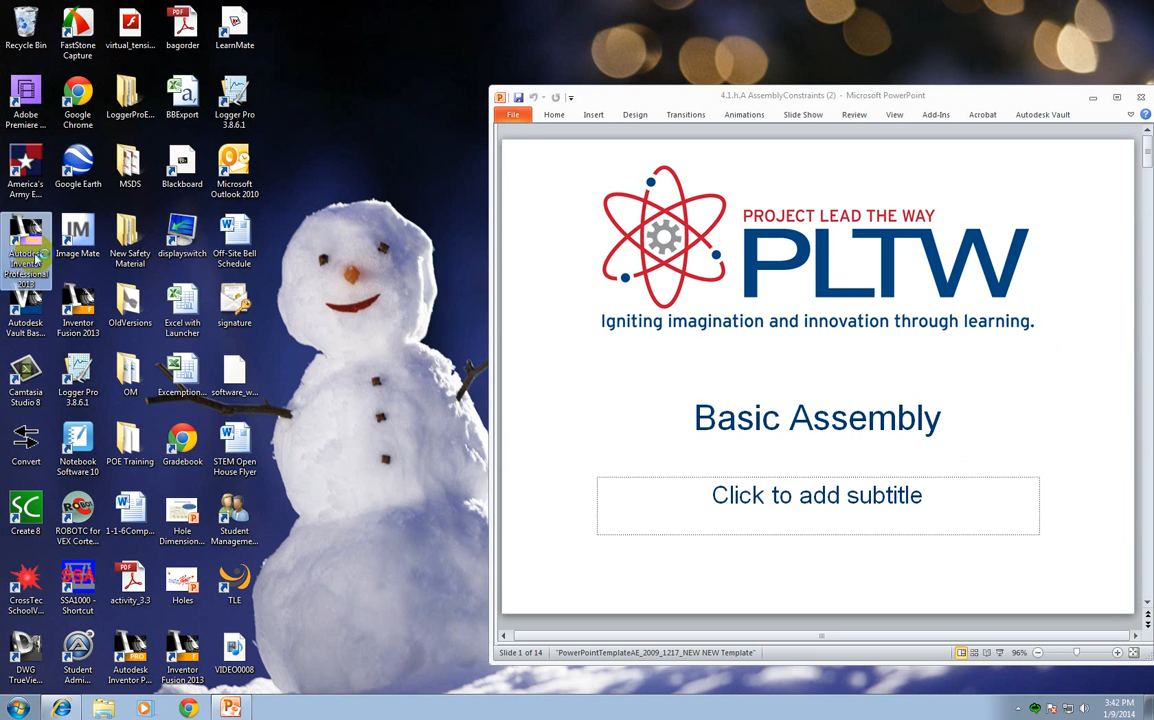 Recycle Bin
FastStone
Capture
virtual_tensi...
bagorder
LearnMate
Adobe
Premiere ...
Google
Chrome
LoggerProE...
BBExport
Logger Pro
3.8.6.1
America's
Army E...
Google Earth
MSDS
Blackboard
Microsoft
Outlook 2010
Autodesk
Inventor
Professional
2013
Image Mate
New Safety
Material
displayswitch
Off-Site Bell
Schedule
Autodesk
Vault Bas...
Inventor
Fusion 2013
OldVersions
Excel with
Launcher
signature
Camtasia
Studio 8
Logger Pro
3.8.6.1
OM
Excemption...
software_w...
Convert
Notebook
Software 10
POE Training
Gradebook
STEM Open
House Flyer
Create 8
ROBOTC for
VEX Corte...
1-1-6Comp...
Hole
Dimension...
Student
Manageme...
CrossTec
SchoolV...
SSA1000 -
Shortcut
activity_3.3
Holes
TLE
DWG
TrueVie...
Student
Admi...
Autodesk
Inventor P...
Inventor
Fusion 2013
VIDEO0008
4.1.h.A AssemblyConstraints (2) - Microsoft PowerPoint
File Home Insert Design Transitions Animations Slide Show Review View Add-Ins Acrobat Autodesk Vault
PROJECT LEAD THE WAY
PLTW
Igniting imagination and innovation through learning.
Basic Assembly
Click to add subtitle
Slide 1 of 14 "PowerPointTemplateAE_2009_1217_NEW NEW Template" 96%
3:42 PM
1/9/2014